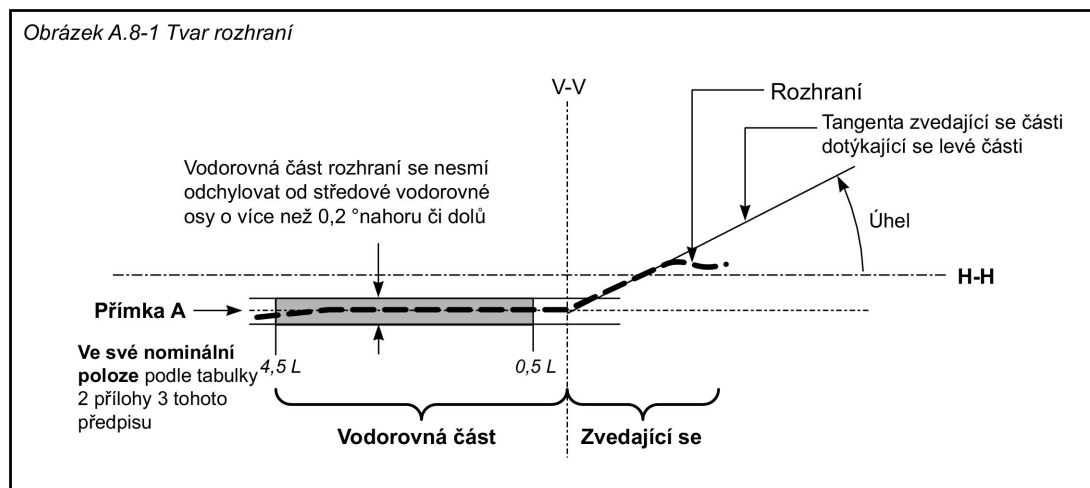 Obrázek A.8-1 Tvar rozhraní
V-V
Rozhraní
Tangenta zvedající se části
dotýkající se levé části
Vodorovná část rozhraní se nesmí
odchylovat od středové vodorovné
osy o více než 0,2 °nahoru či dolů
Úhel
H-H
Přímka A
Ve své nominální
poloze podle tabulky
2 přílohy 3 tohoto
předpisu
4,5 L
0,5 L
Vodorovná část
Zvedající se